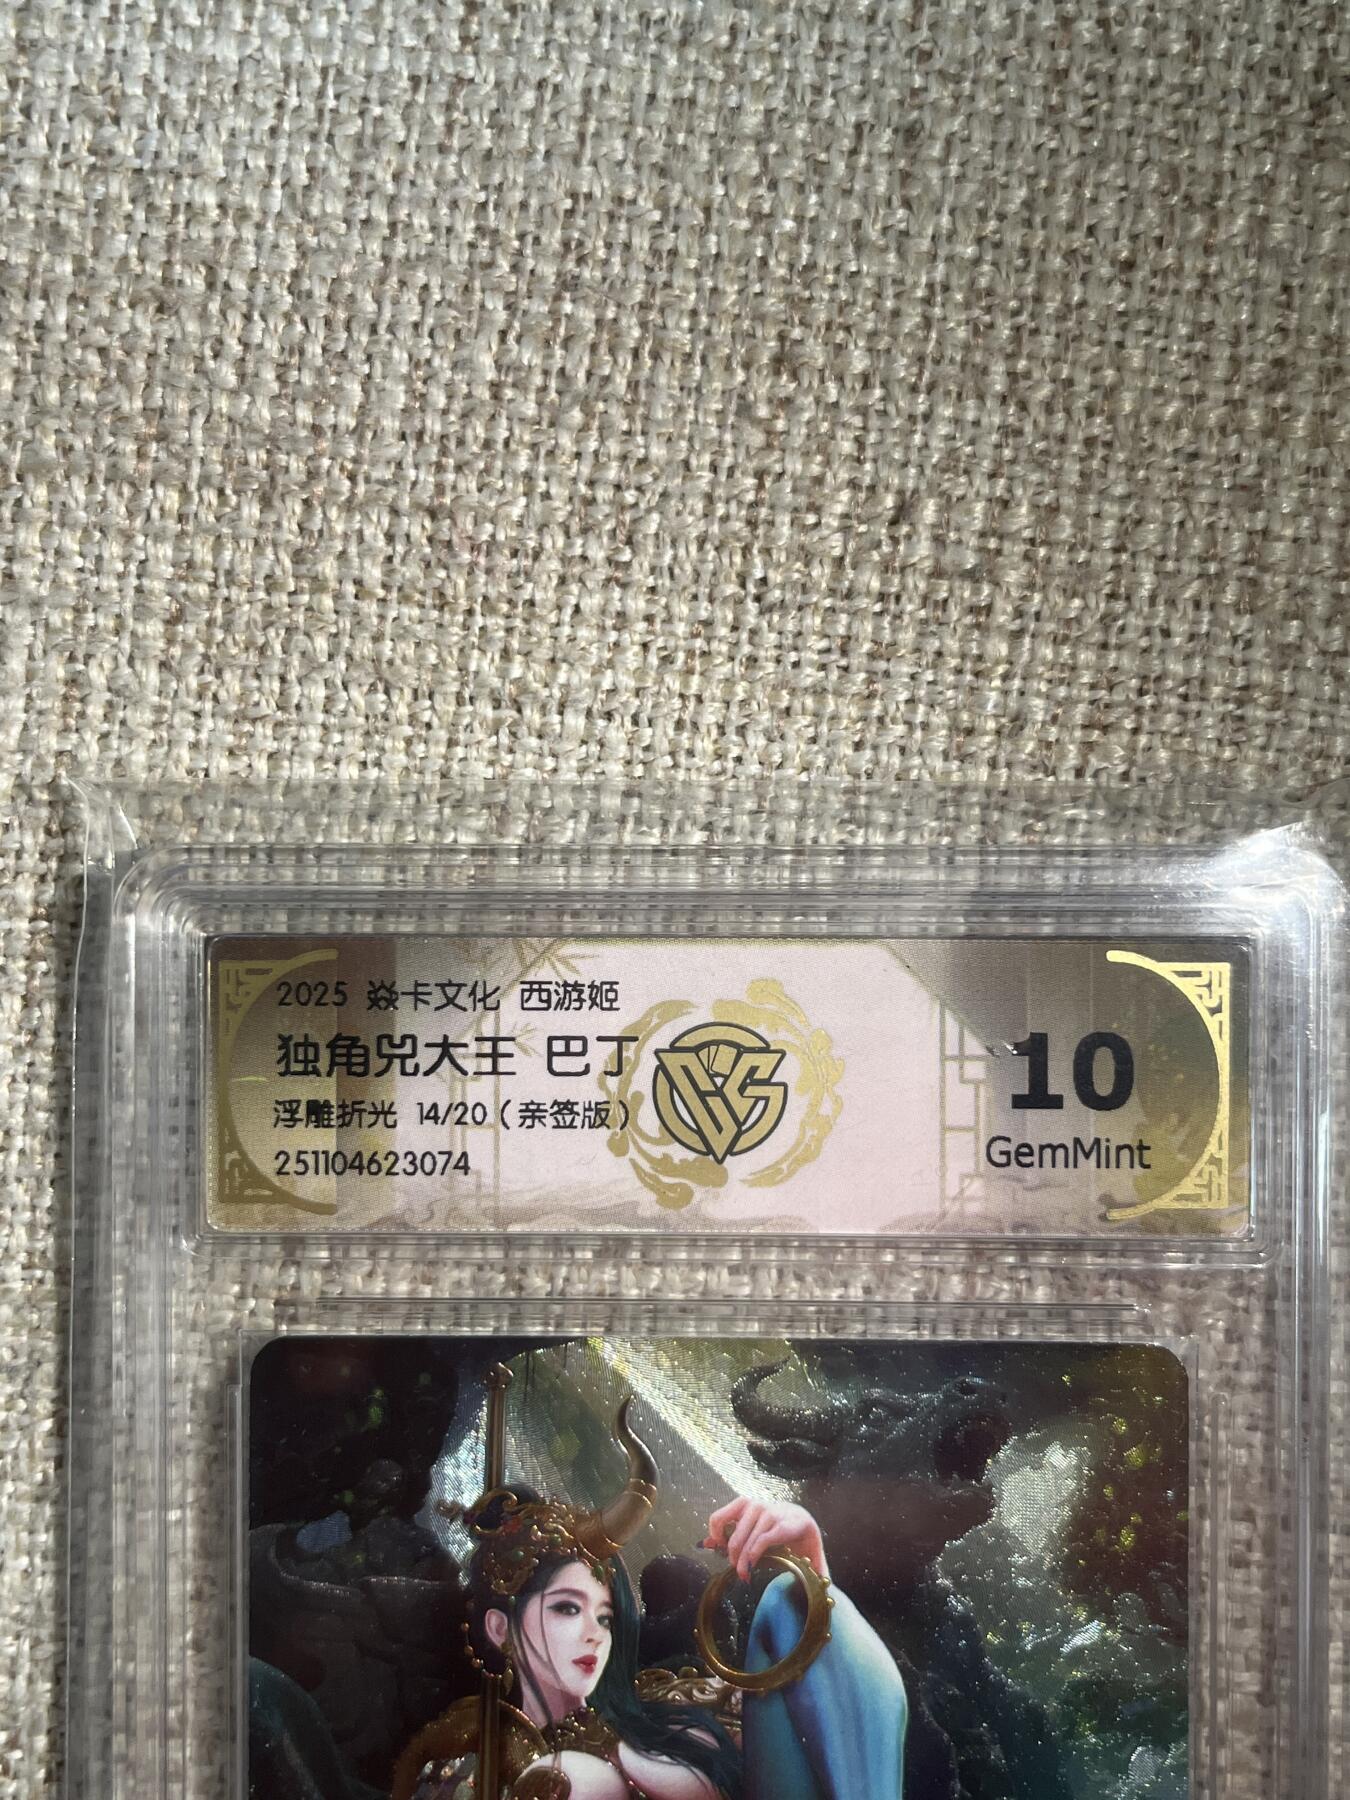 2025 焱卡文化 西游姬
独角兕大王 巴丁
浮雕折光 14/20（亲签版）
251104623074
10
GemMint